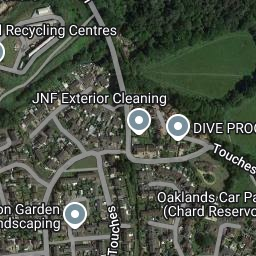 Recycling Centres
JNF Exterior Cleaning
DIVE PROC
Touches
Oaklands Car Pa
(Chard Reservo
on Garden
ndscaping
Touches